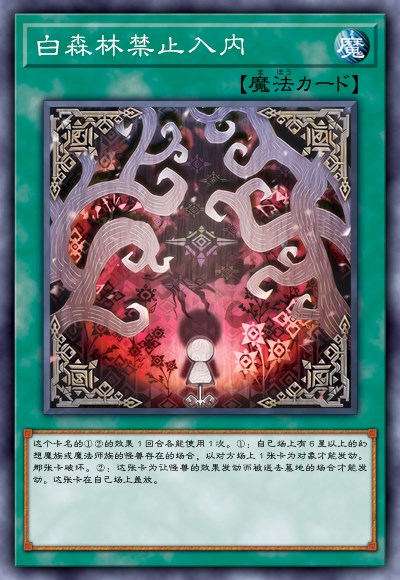 白森林禁止入内
魔
【魔法カード】
まほう
这个卡名的①②的效果1回合各能使用1次。①：自己场上有6星以上的幻
想魔族或魔法师族的怪兽存在的场合，以对方场上1张卡为对象才能发动。
那张卡破坏。②：这张卡为让怪兽的效果发动而被送去墓地的场合才能发
动。这张卡在自己场上盖放。